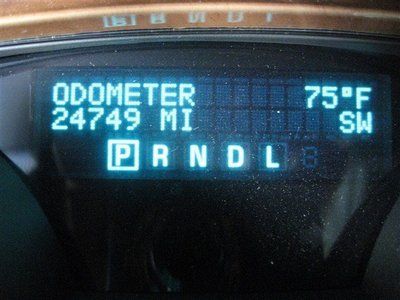 ODOMETER 75°F
24749 MI SW
P R N D L